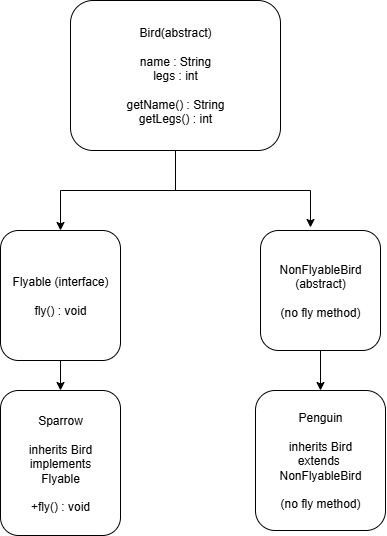 Bird(abstract)
name : String
legs : int
getName() : String
getLegs() : int
Flyable (interface)
fly() : void
NonFlyableBird
(abstract)
(no fly method)
Sparrow
inherits Bird
implements
Flyable
+fly() : void
Penguin
inherits Bird
extends
NonFlyableBird
(no fly method)